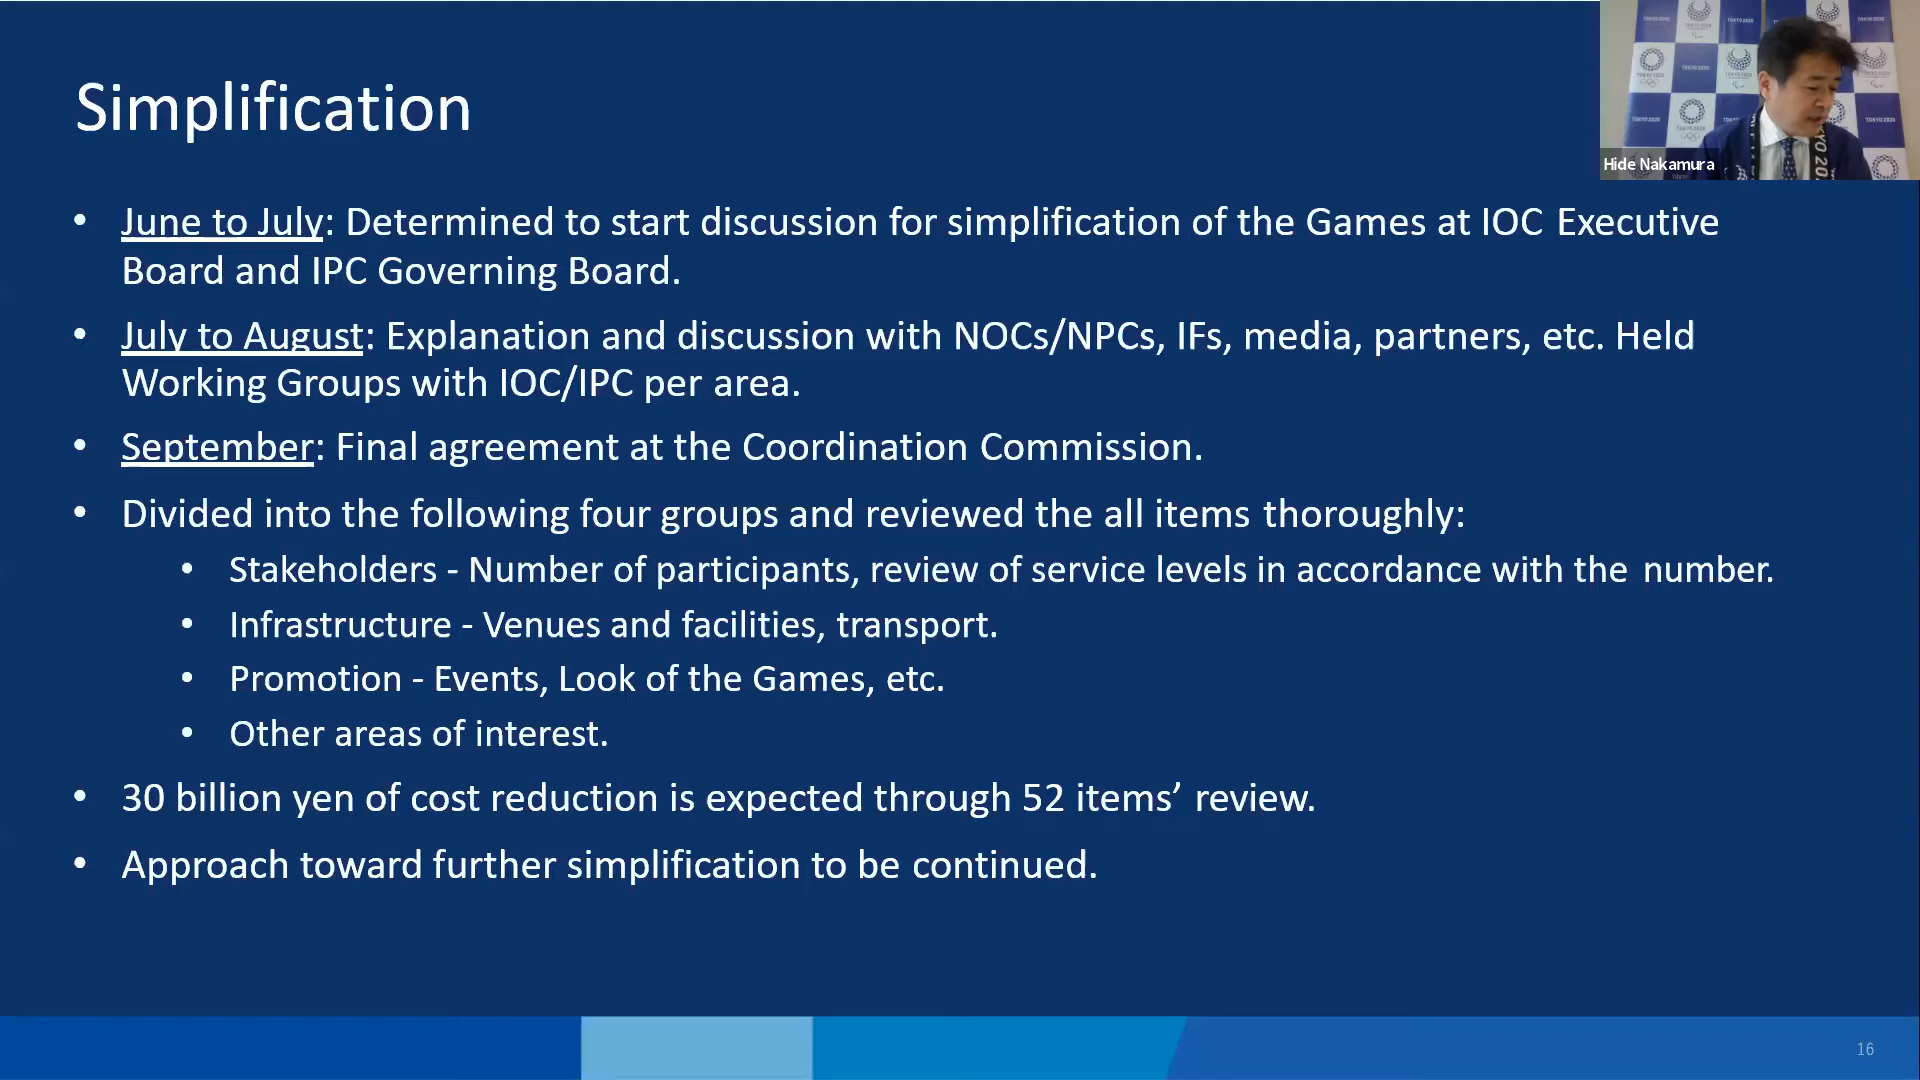 Simplification
Hide Nakamura
• June to July: Determined to start discussion for simplification of the Games at IOC Executive
Board and IPC Governing Board.
• July to August: Explanation and discussion with NOCs/NPCs, IFs, media, partners, etc. Held
Working Groups with IOC/IPC per area.
• September: Final agreement at the Coordination Commission.
• Divided into the following four groups and reviewed the all items thoroughly:
• Stakeholders - Number of participants, review of service levels in accordance with the number.
• Infrastructure - Venues and facilities, transport.
• Promotion - Events, Look of the Games, etc.
• Other areas of interest.
• 30 billion yen of cost reduction is expected through 52 items’ review.
• Approach toward further simplification to be continued.
16